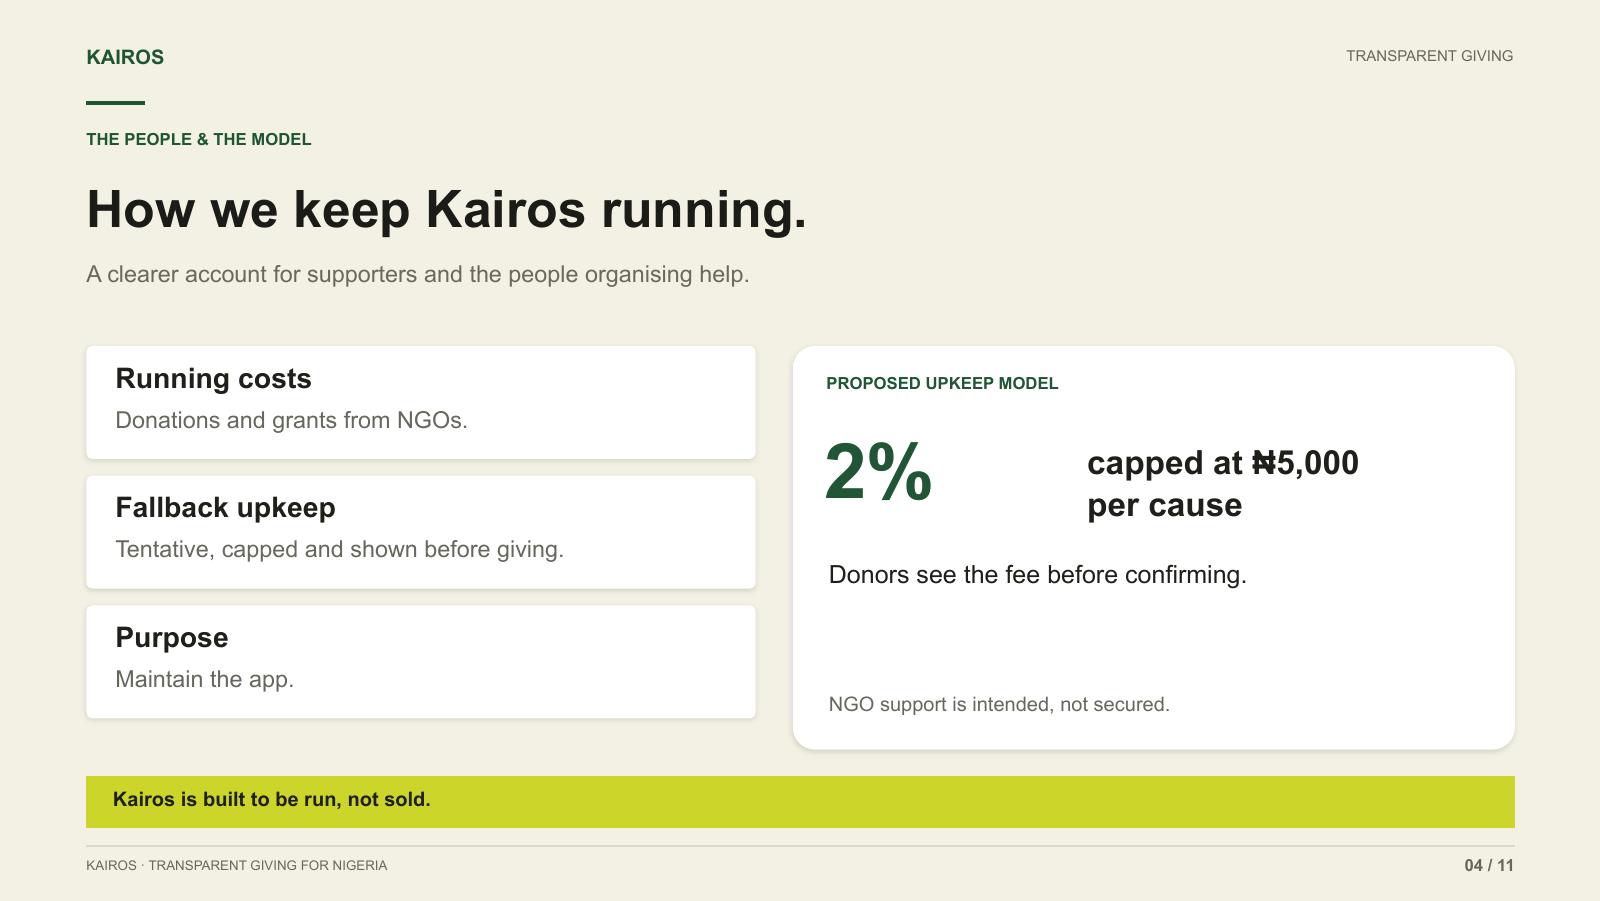 KAIROS
TRANSPARENT GIVING
THE PEOPLE & THE MODEL
How we keep Kairos running.
A clearer account for supporters and the people organising help.
Running costs
Donations and grants from NGOs.
Fallback upkeep
Tentative, capped and shown before giving.
Purpose
Maintain the app.
PROPOSED UPKEEP MODEL
2%
capped at ₦5,000
per cause
Donors see the fee before confirming.
NGO support is intended, not secured.
Kairos is built to be run, not sold.
KAIROS · TRANSPARENT GIVING FOR NIGERIA
04 / 11